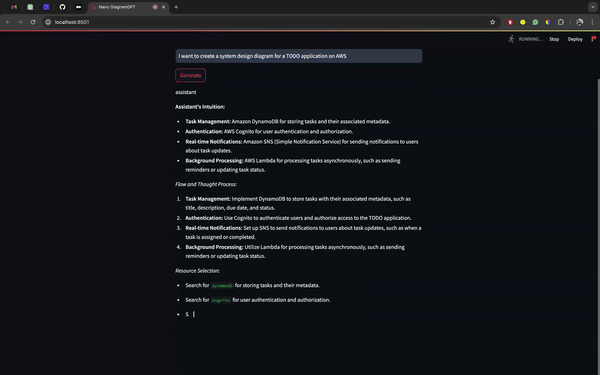 Nano DiagramGPT
localhost:8501
RUNNING...
Stop
Deploy
I want to create a system design diagram for a TODO application on AWS
Generate
assistant
Assistant's Intuition:
• Task Management: Amazon DynamoDB for storing tasks and their associated metadata.
• Authentication: AWS Cognito for user authentication and authorization.
• Real-time Notifications: Amazon SNS (Simple Notification Service) for sending notifications to users
about task updates.
• Background Processing: AWS Lambda for processing tasks asynchronously, such as sending
reminders or updating task status.
Flow and Thought Process:
1. Task Management: Implement DynamoDB to store tasks with their associated metadata, such as
title, description, due date, and status.
2. Authentication: Use Cognito to authenticate users and authorize access to the TODO application.
3. Real-time Notifications: Set up SNS to send notifications to users about task updates, such as when a
task is assigned or completed.
4. Background Processing: Utilize Lambda for processing tasks asynchronously, such as sending
reminders or updating task status.
Resource Selection:
• Search for dynamodb for storing tasks and their metadata.
• Search for cognito for user authentication and authorization.
• S